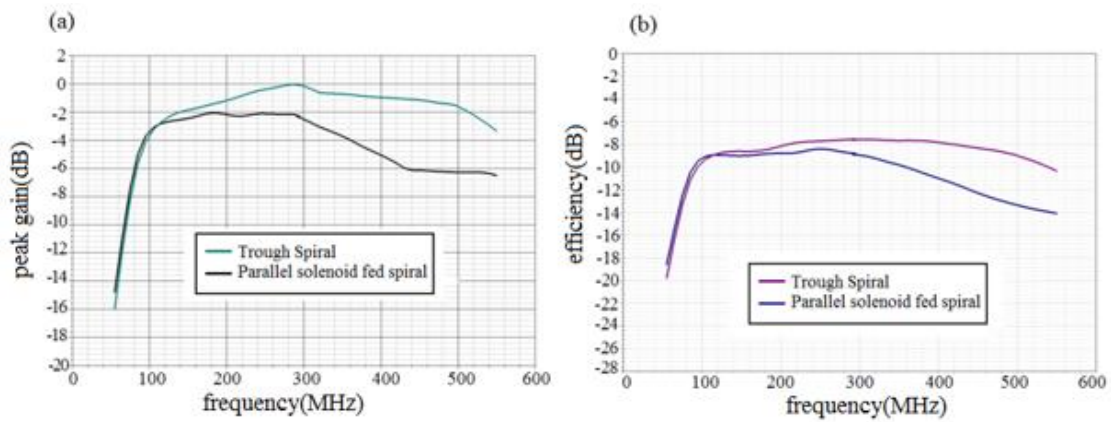 (a)
peak gain(dB)
2
0
-2
-4
-6
-8
-10
-12
-14
-16
-18
-20
0 100 200 300 400 500 600
frequency(MHz)
Trough Spiral
Parallel solenoid fed spiral
(b)
efficiency(dB)
0
-2
-4
-6
-8
-10
-12
-14
-16
-18
-20
-22
-24
-26
-28
0 100 200 300 400 500 600
frequency(MHz)
Trough Spiral
Parallel solenoid fed spiral